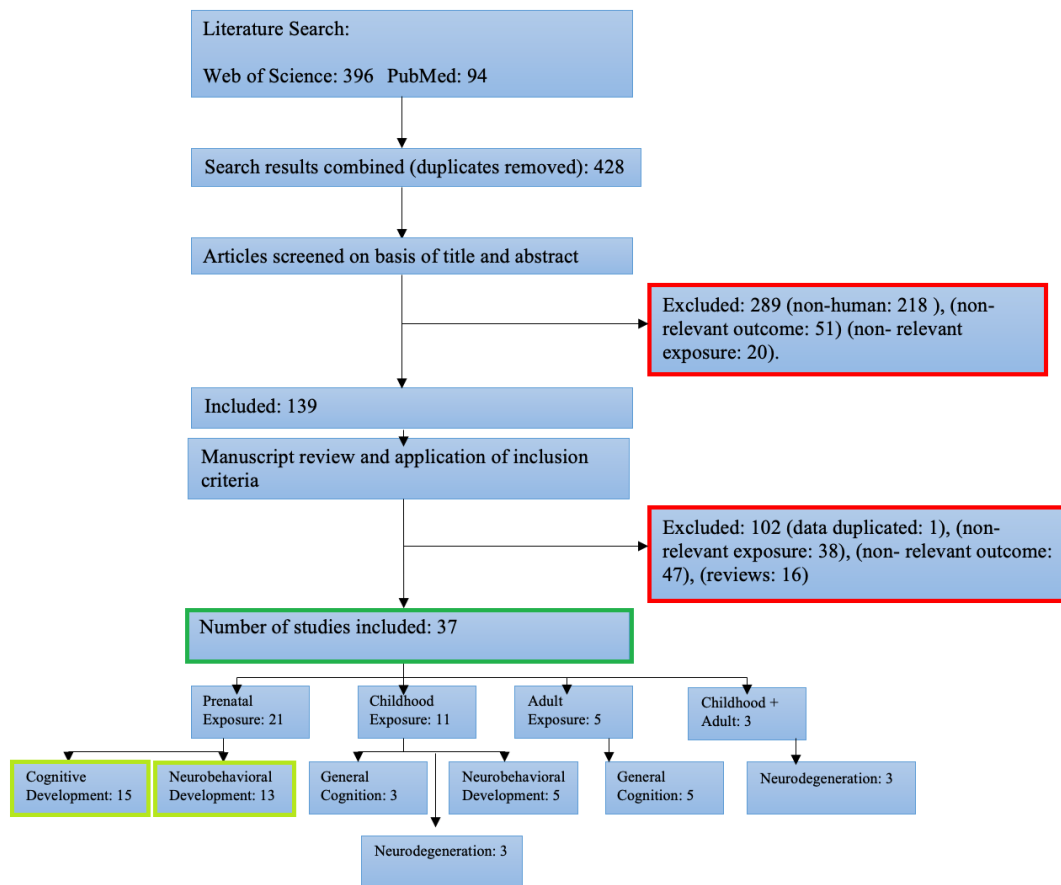 Literature Search:
Web of Science: 396 PubMed: 94
Search results combined (duplicates removed): 428
Articles screened on basis of title and abstract
Excluded: 289 (non-human: 218 ), (non-
relevant outcome: 51) (non- relevant
exposure: 20).
Included: 139
Manuscript review and application of inclusion
criteria
Excluded: 102 (data duplicated: 1), (non-
relevant exposure: 38), (non- relevant outcome:
47), (reviews: 16)
Number of studies included: 37
Prenatal
Exposure: 21
Childhood
Exposure: 11
Adult
Exposure: 5
Childhood +
Adult: 3
Cognitive
Development: 15
Neurobehavioral
Development: 13
General
Cognition: 3
Neurobehavioral
Development: 5
General
Cognition: 5
Neurodegeneration: 3
Neurodegeneration: 3